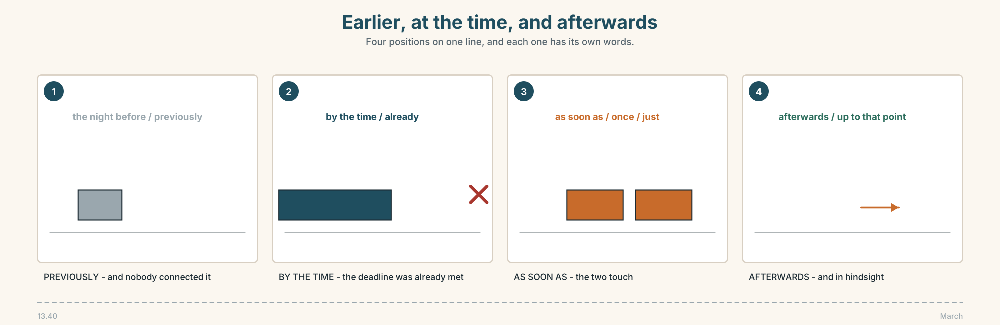 Earlier, at the time, and afterwards
Four positions on one line, and each one has its own words.
1
the night before / previously
PREVIOUSLY - and nobody connected it
2
by the time / already
BY THE TIME - the deadline was already met
3
as soon as / once / just
AS SOON AS - the two touch
4
afterwards / up to that point
AFTERWARDS - and in hindsight
13.40
March